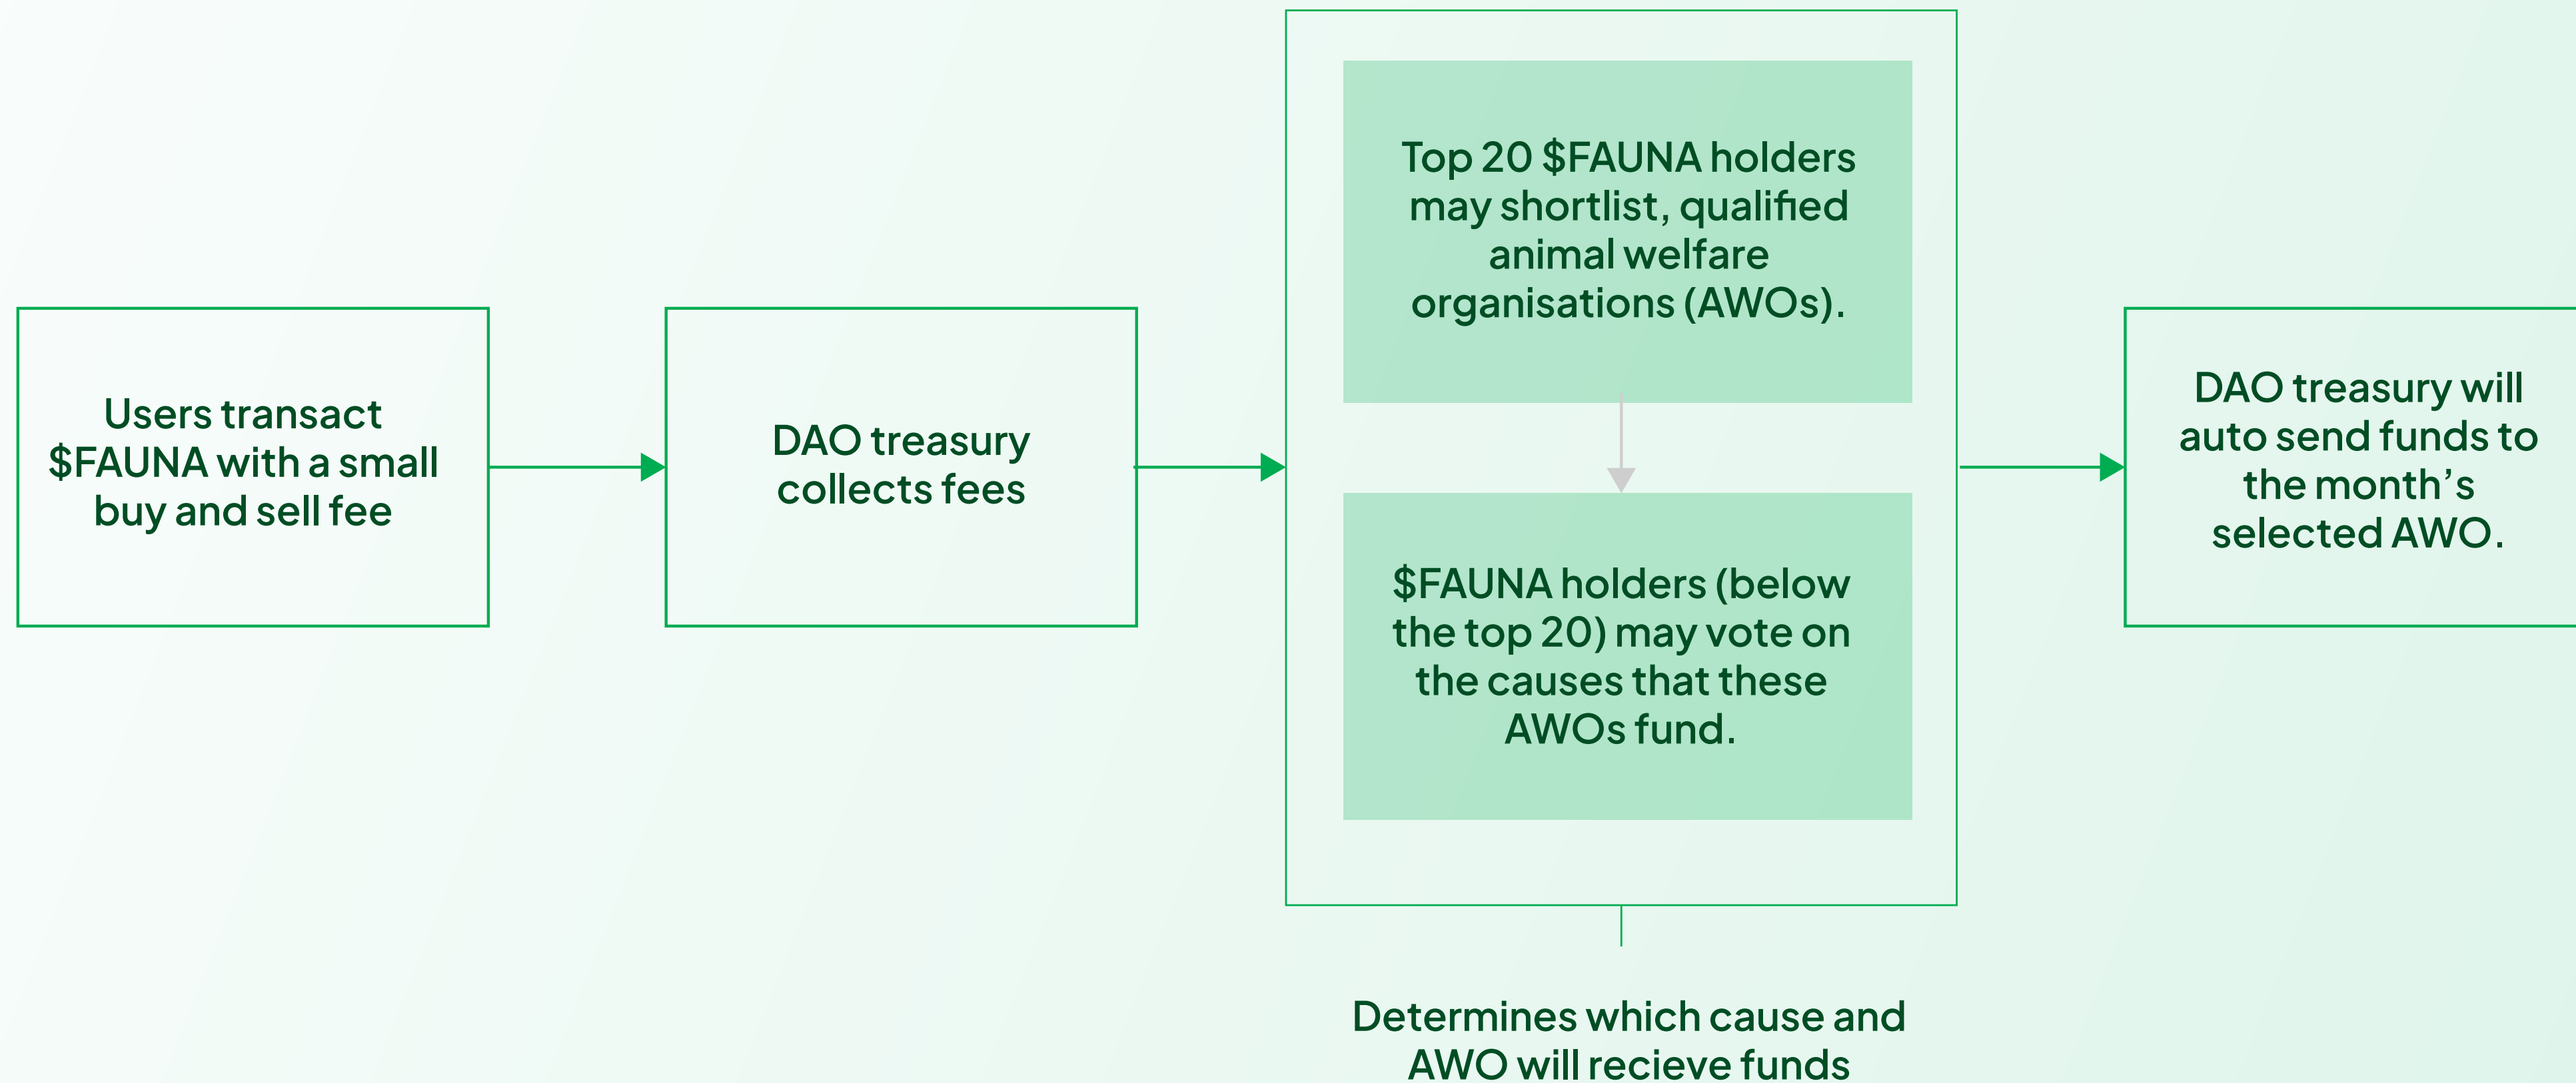 Users transact
$FAUNA with a small
buy and sell fee
DAO treasury
collects fees
Top 20 $FAUNA holders
may shortlist, qualified
animal welfare
organisations (AWOs).
$FAUNA holders (below
the top 20) may vote on
the causes that these
AWOs fund.
Determines which cause and
AWO will recieve funds
DAO treasury will
auto send funds to
the month’s
selected AWO.